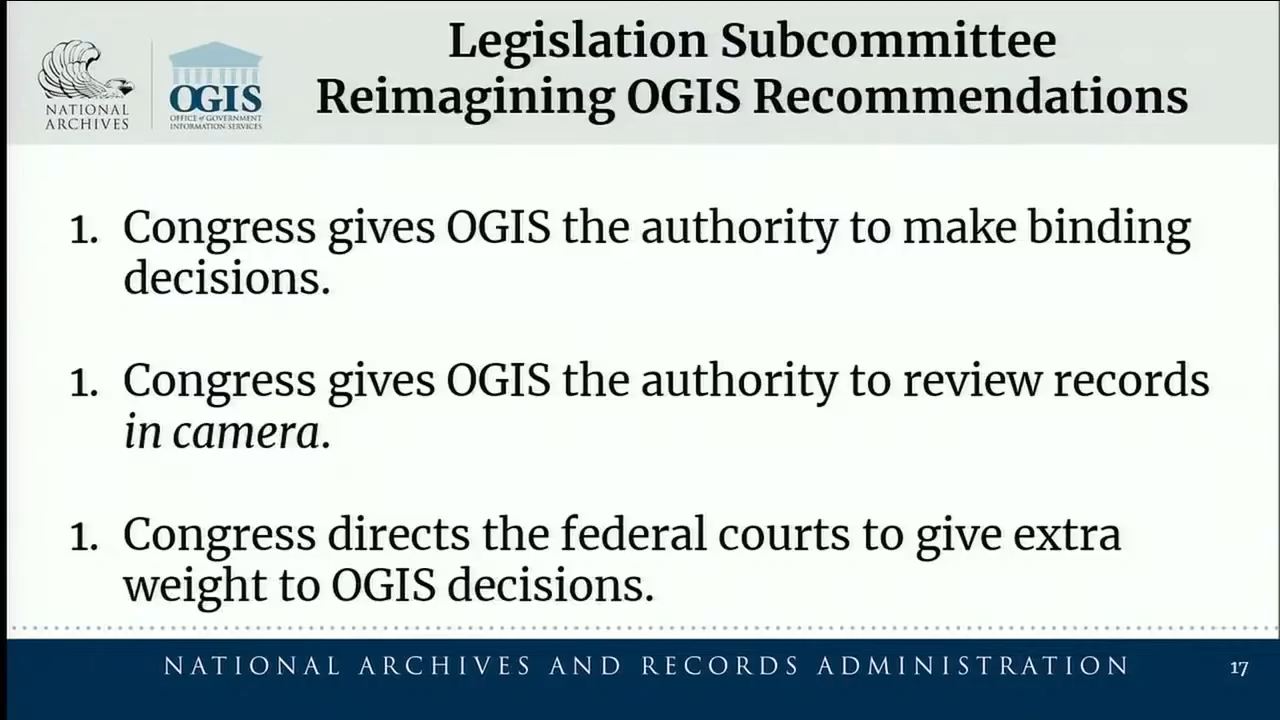 Legislation Subcommittee
Reimagining OGIS Recommendations
NATIONAL
ARCHIVES
OGIS
OFFICE of GOVERNMENT
INFORMATION SERVICES
1. Congress gives OGIS the authority to make binding
decisions.
1. Congress gives OGIS the authority to review records
in camera.
1. Congress directs the federal courts to give extra
weight to OGIS decisions.
NATIONAL ARCHIVES AND RECORDS ADMINISTRATION
17